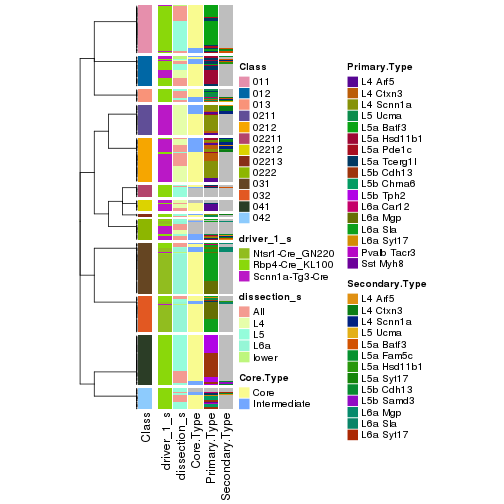 Class
011
012
013
0211
0212
02211
02212
02213
0222
031
032
041
042
driver_1_s
Ntsr1-Cre_GN220
Rbp4-Cre_KL100
Scnn1a-Tg3-Cre
dissection_s
All
L4
L5
L6a
lower
Core.Type
Core
Intermediate
Primary.Type
L4 Arf5
L4 Ctxn3
L4 Scnn1a
L5 Ucma
L5a Batf3
L5a Hsd11b1
L5a Pde1c
L5a Tcerg1l
L5b Cdh13
L5b Chrna6
L5b Tph2
L6a Car12
L6a Mgp
L6a Sla
L6a Syt17
Pvalb Tacr3
Sst Myh8
Secondary.Type
L4 Arf5
L4 Ctxn3
L4 Scnn1a
L5 Ucma
L5a Batf3
L5a Fam5c
L5a Hsd11b1
L5a Syt17
L5b Cdh13
L5b Samd3
L6a Mgp
L6a Sla
L6a Syt17
Class
driver_1_s
dissection_s
Core.Type
Primary.Type
Secondary.Type